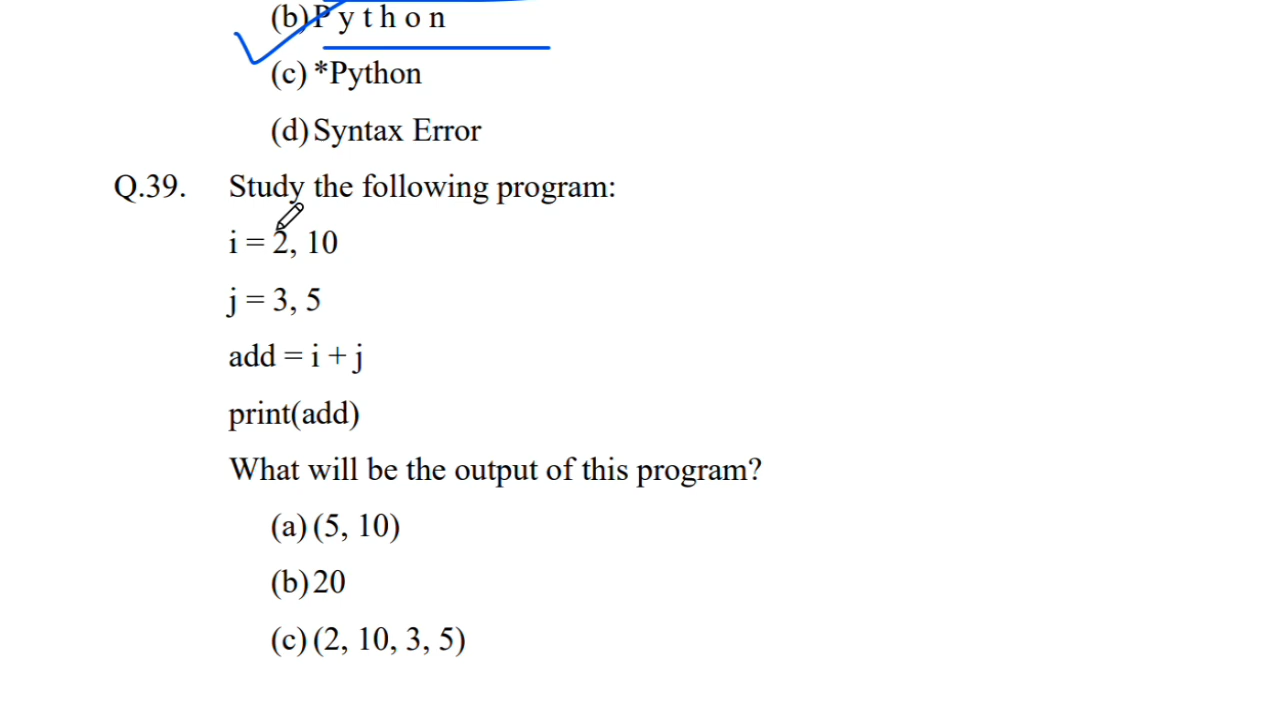 (b) P y t h o n
(c) *Python
(d) Syntax Error
Q.39. Study the following program:
i = 2, 10
j = 3, 5
add = i + j
print(add)
What will be the output of this program?
(a) (5, 10)
(b) 20
(c) (2, 10, 3, 5)